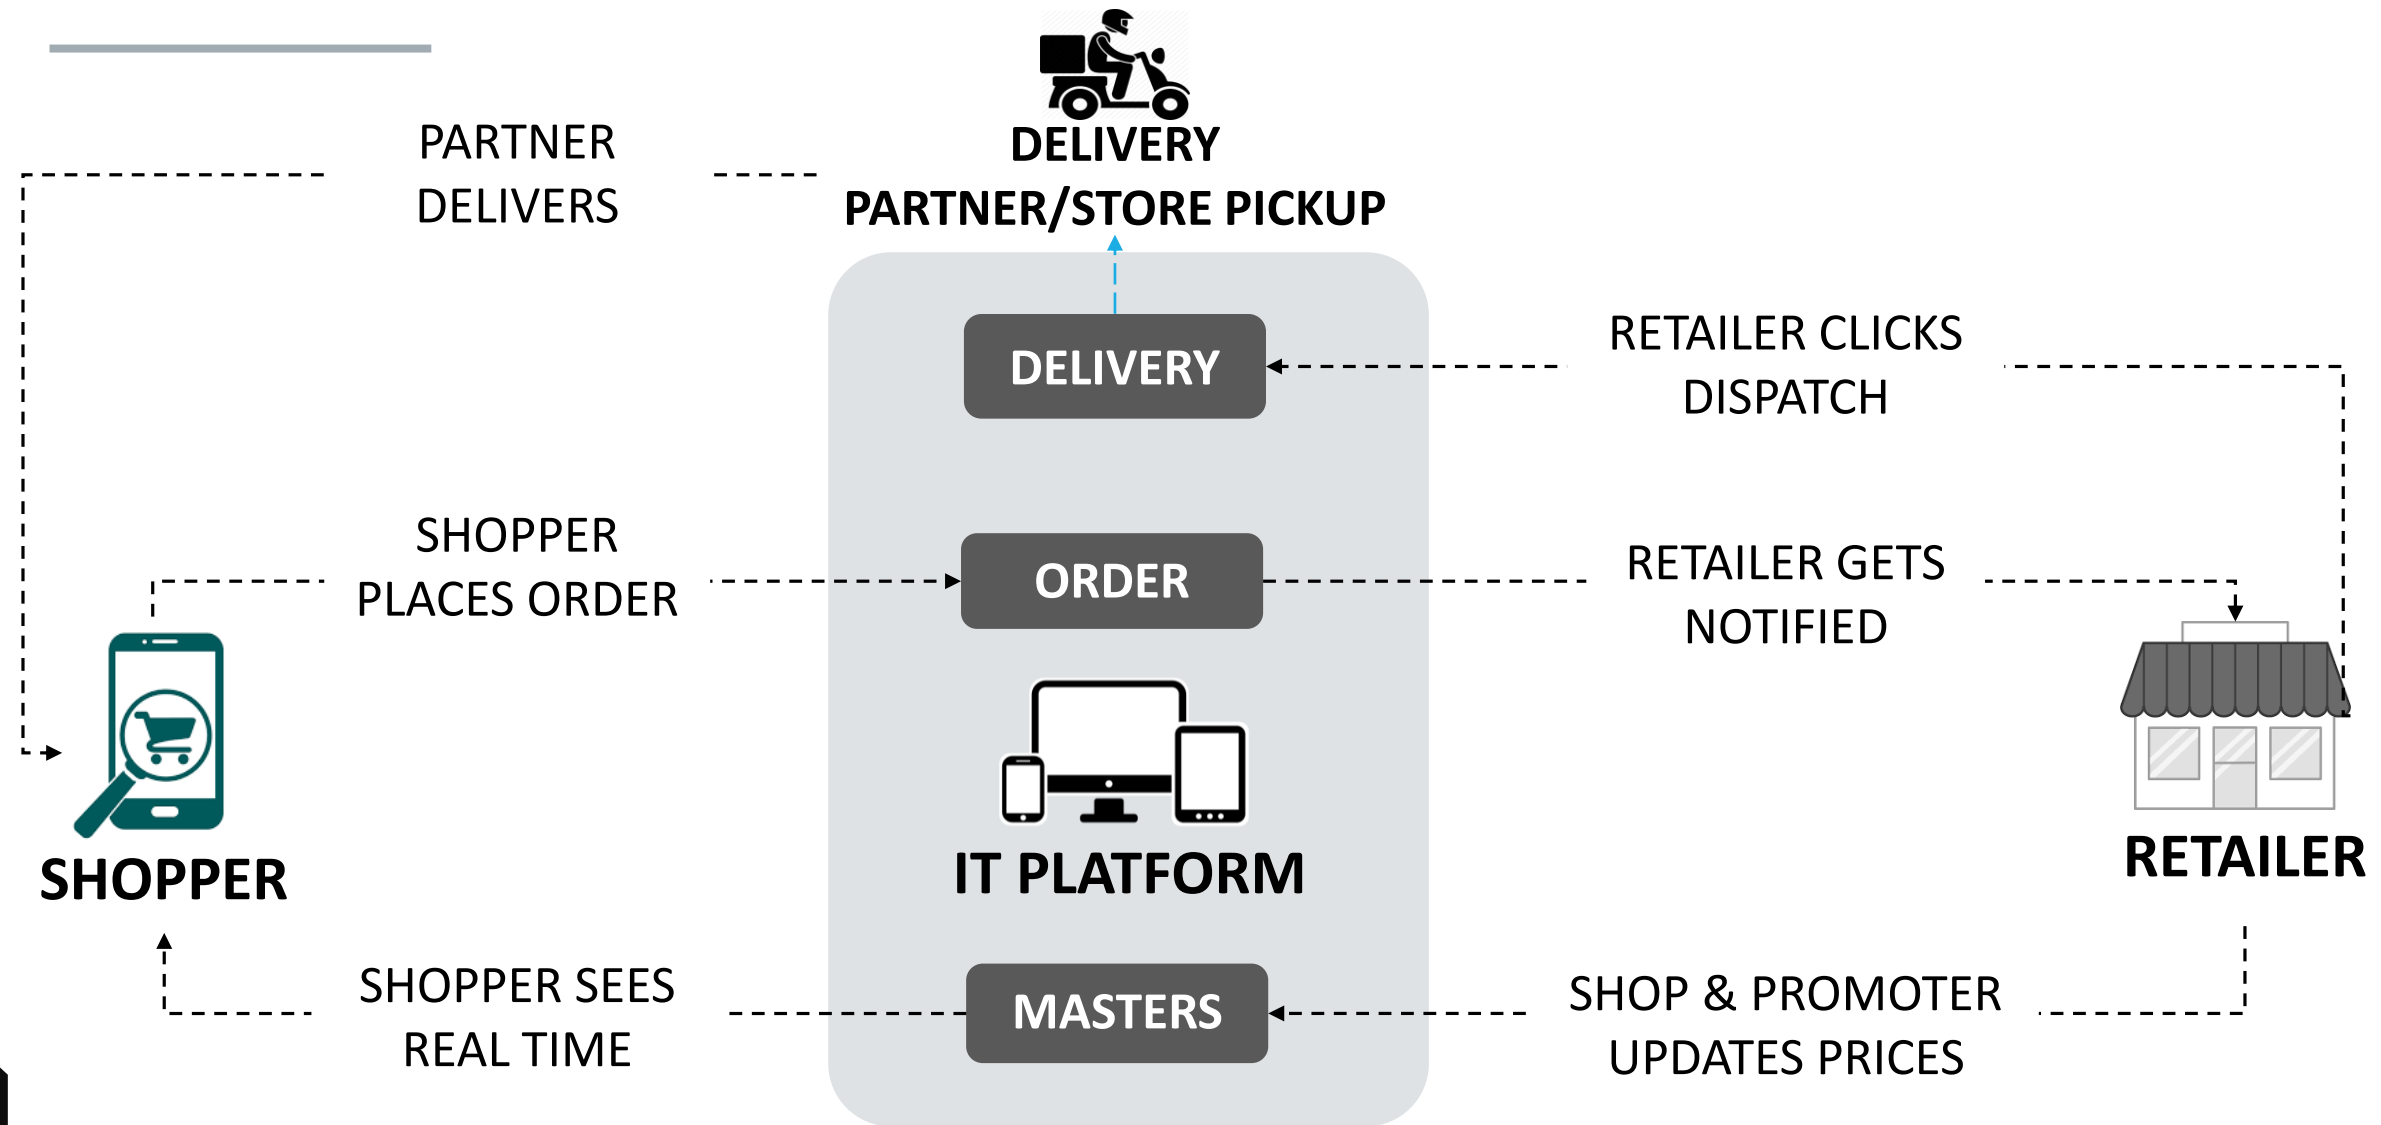 PARTNER
DELIVERS
DELIVERY
PARTNER/STORE PICKUP
DELIVERY
RETAILER CLICKS
DISPATCH
SHOPPER
PLACES ORDER
ORDER
RETAILER GETS
NOTIFIED
SHOPPER
IT PLATFORM
RETAILER
SHOPPER SEES
REAL TIME
MASTERS
SHOP & PROMOTER
UPDATES PRICES